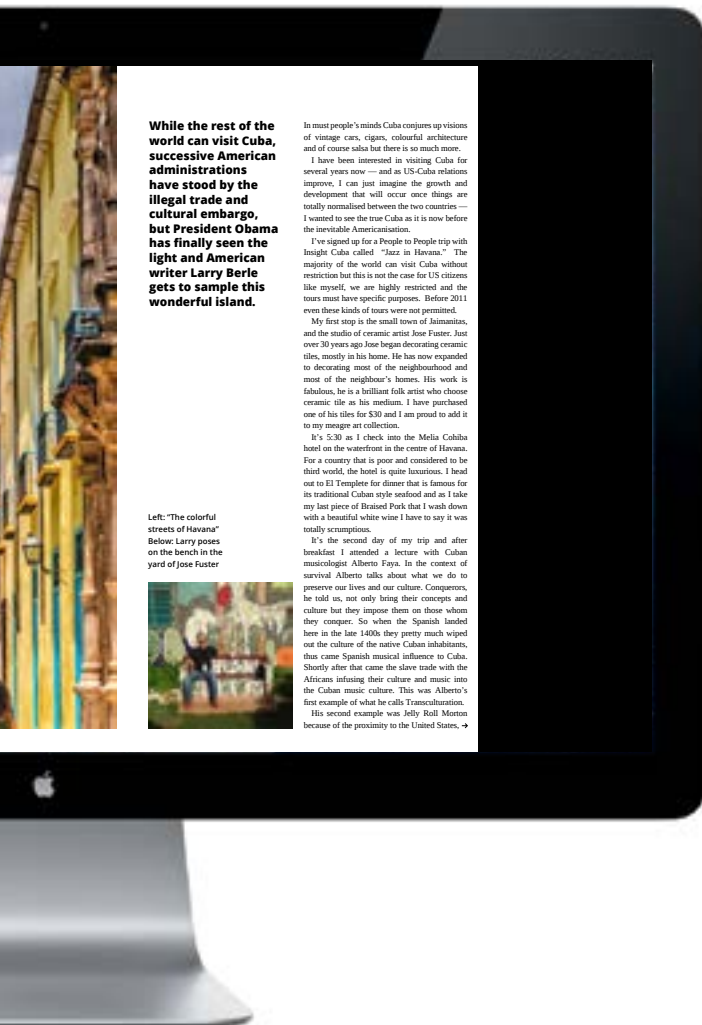 While the rest of the
world can visit Cuba,
successive American
administrations
have stood by the
illegal trade and
cultural embargo,
but President Obama
has finally seen the
light and American
writer Larry Berle
gets to sample this
wonderful island.
Left: “The colorful
streets of Havana”
Below: Larry poses
on the bench in the
yard of Jose Fuster
In must people’s minds Cuba conjures up visions
of vintage cars, cigars, colourful architecture
and of course salsa but there is so much more.
I have been interested in visiting Cuba for
several years now — and as US-Cuba relations
improve, I can just imagine the growth and
development that will occur once things are
totally normalised between the two countries —
I wanted to see the true Cuba as it is now before
the inevitable Americanisation.
I’ve signed up for a People to People trip with
Insight Cuba called “Jazz in Havana.” The
majority of the world can visit Cuba without
restriction but this is not the case for US citizens
like myself, we are highly restricted and the
tours must have specific purposes. Before 2011
even these kinds of tours were not permitted.
My first stop is the small town of Jaimanitas,
and the studio of ceramic artist Jose Fuster. Just
over 30 years ago Jose began decorating ceramic
tiles, mostly in his home. He has now expanded
to decorating most of the neighbourhood and
most of the neighbour’s homes. His work is
fabulous, he is a brilliant folk artist who choose
ceramic tile as his medium. I have purchased
one of his tiles for $30 and I am proud to add it
to my meagre art collection.
It’s 5:30 as I check into the Melia Cohiba
hotel on the waterfront in the centre of Havana.
For a country that is poor and considered to be
third world, the hotel is quite luxurious. I head
out to El Templete for dinner that is famous for
its traditional Cuban style seafood and as I take
my last piece of Braised Pork that I wash down
with a beautiful white wine I have to say it was
totally scrumptious.
It’s the second day of my trip and after
breakfast I attended a lecture with Cuban
musicologist Alberto Faya. In the context of
survival Alberto talks about what we do to
preserve our lives and our culture. Conquerors,
he told us, not only bring their concepts and
culture but they impose them on those whom
they conquer. So when the Spanish landed
here in the late 1400s they pretty much wiped
out the culture of the native Cuban inhabitants,
thus came Spanish musical influence to Cuba.
Shortly after that came the slave trade with the
Africans infusing their culture and music into
the Cuban music culture. This was Alberto’s
first example of what he calls Transculturation.
His second example was Jelly Roll Morton
because of the proximity to the United States, →